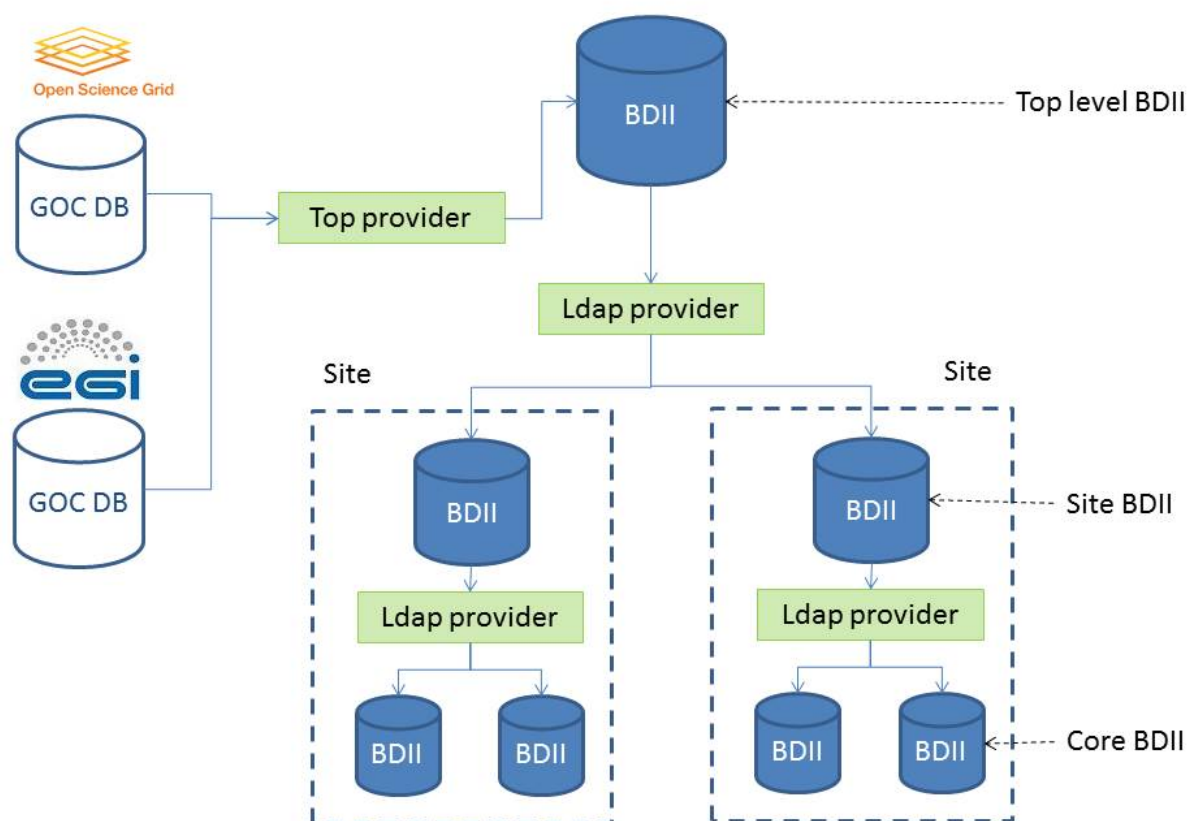 Open Science Grid
BDII
Top level BDII
GOC DB
Top provider
Ldap provider
egi
Site
Site
GOC DB
BDII
BDII
Site BDII
Ldap provider
Ldap provider
BDII
BDII
BDII
BDII
Core BDII